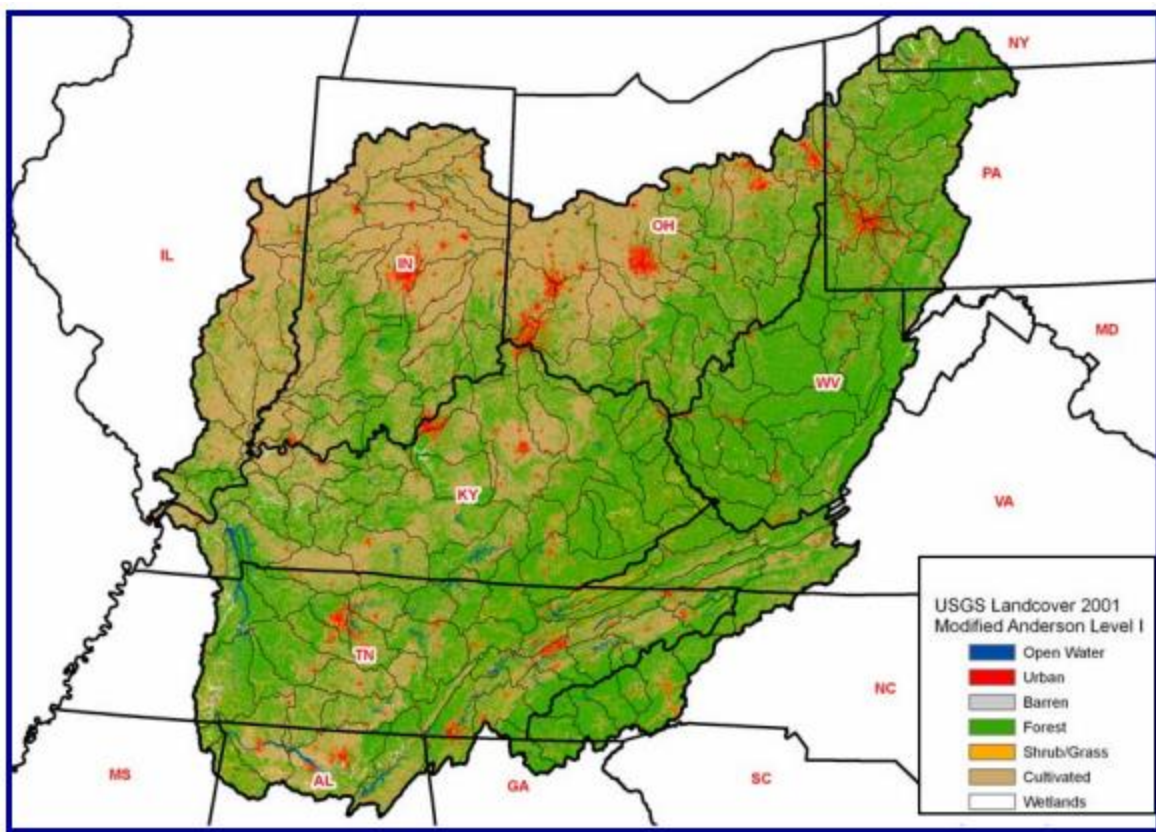 NY
PA
OH
IL
IN
MD
WV
VA
KY
TN
NC
MS
AL
GA
SC
USGS Landcover 2001
Modified Anderson Level I
Open Water
Urban
Barren
Forest
Shrub/Grass
Cultivated
Wetlands